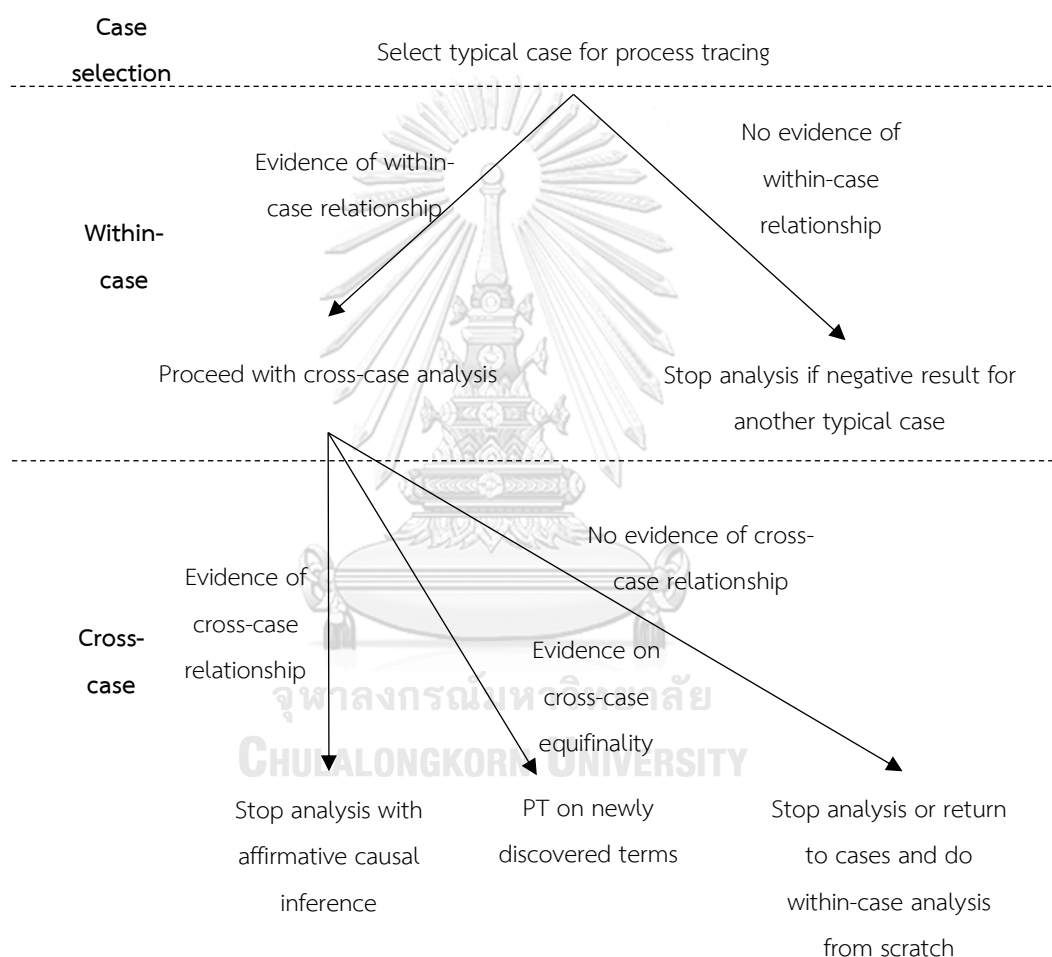 Case
selection
Select typical case for process tracing
Evidence of within-
case relationship
No evidence of
within-case
relationship
Within-
case
Proceed with cross-case analysis
Stop analysis if negative result for
another typical case
No evidence of cross-
case relationship
Evidence of
cross-case
relationship
Evidence on
cross-case
equifinality
Cross-
case
จุฬาลงกรณ์มหาวิทยาลัย
CHULALONGKORN UNIVERSITY
Stop analysis with
affirmative causal
inference
PT on newly
discovered terms
Stop analysis or return
to cases and do
within-case analysis
from scratch